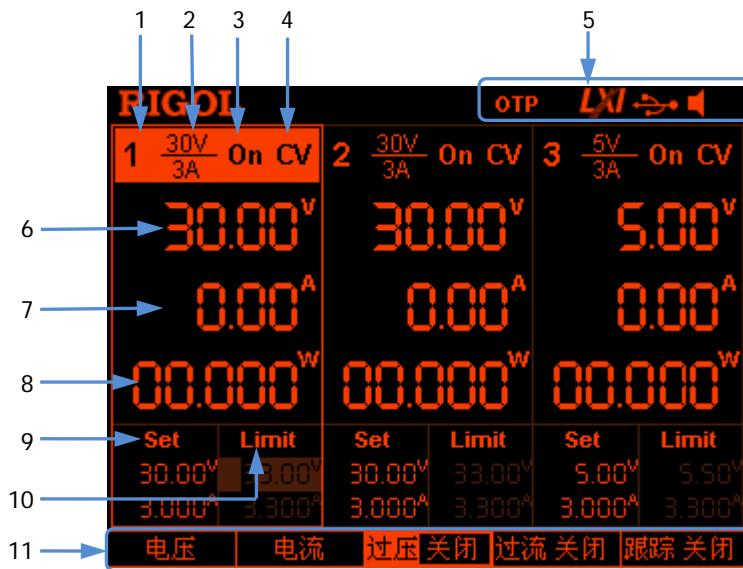 1 2 3 4 5
RIGOL OTP LXI
1 30V/3A On CV 2 30V/3A On CV 3 5V/3A On CV
6 30.00V 30.00V 5.00V
7 0.00A 0.00A 0.00A
8 00.000W 00.000W 00.000W
9 Set Limit Set Limit Set Limit
30.00V 33.00V 30.00V 33.00V 5.00V 5.50V
10 3.000A 3.300A 3.000A 3.300A 3.000A 3.300A
11 电压 电流 过压 关闭 过流 关闭 跟踪 关闭